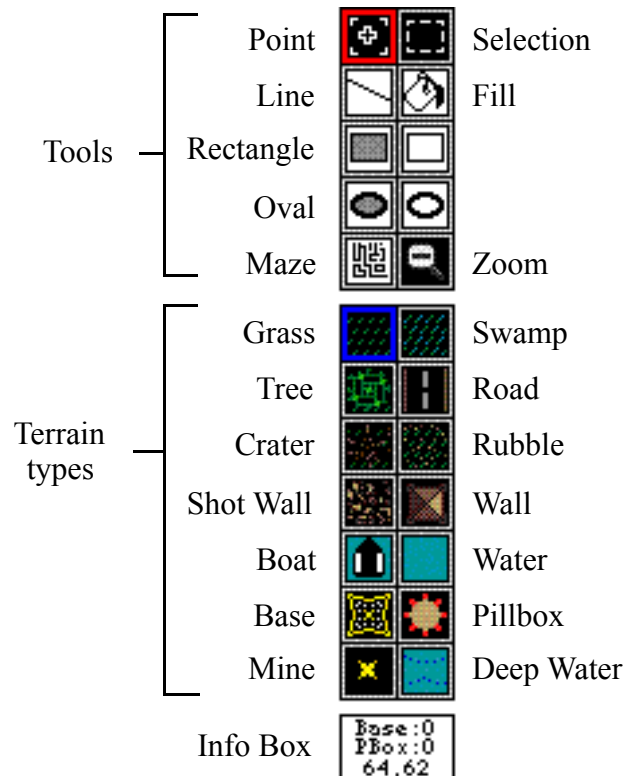 Point Selection
Line Fill
Tools Rectangle
Oval
Maze Zoom
Grass Swamp
Tree Road
Terrain
types
Crater Rubble
Shot Wall Wall
Boat Water
Base Pillbox
Mine Deep Water
Info Box
Base:0
PBox:0
64,62